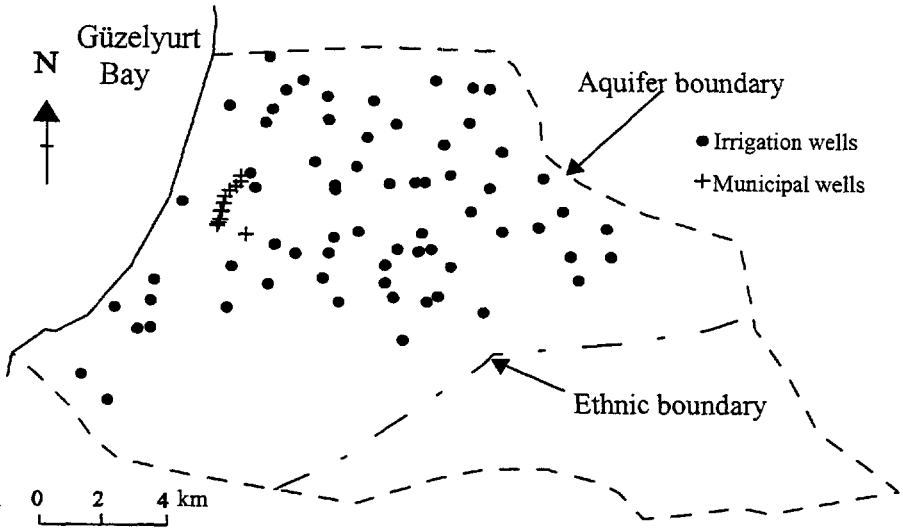 Güzelyurt
Bay
N
Aquifer boundary
Irrigation wells
Municipal wells
Ethnic boundary
0 2 4 km